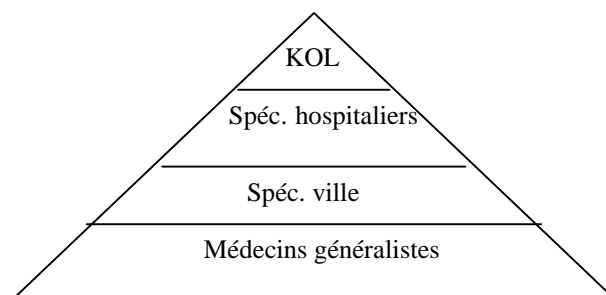 KOL
Spéc. hospitaliers
Spéc. ville
Médecins généralistes